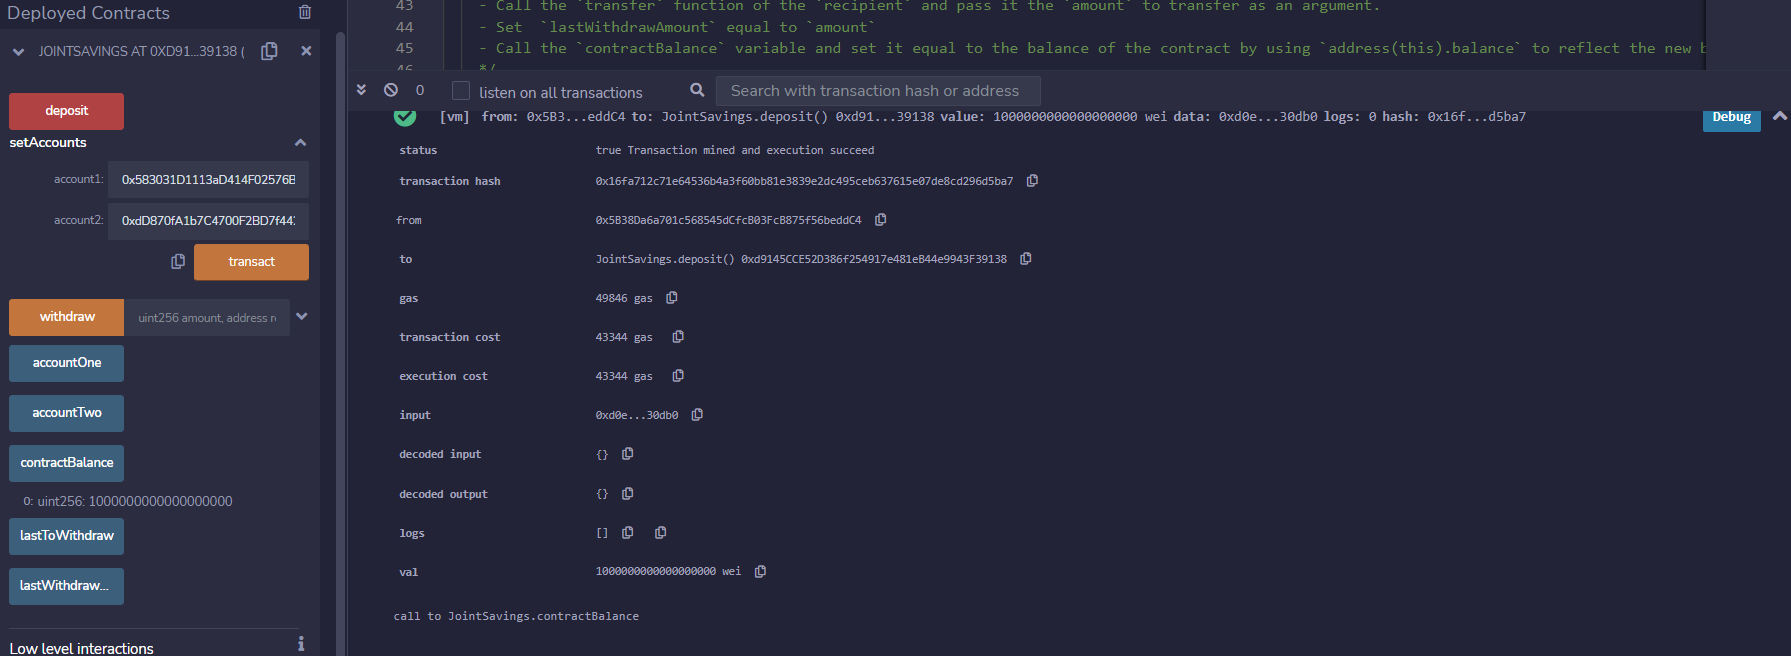 Deployed Contracts
JOINTSAVINGS AT 0XD91...39138 (
deposit
setAccounts
account1: 0x583031D1113aD414F02576B
account2: 0xdD870fA1b7C4700F2BD7f44
transact
withdraw uint256 amount, address r
accountOne
accountTwo
contractBalance
0: uint256: 1000000000000000000
lastToWithdraw
lastWithdraw...
Low level interactions
43 - Call the `transfer` function of the `recipient` and pass it the `amount` to transfer as an argument.
44 - Set `lastWithdrawAmount` equal to `amount`
45 - Call the `contractBalance` variable and set it equal to the balance of the contract by using `address(this).balance` to reflect the new b
46 */
0 listen on all transactions Search with transaction hash or address
[vm] from: 0x5B3...eddC4 to: JointSavings.deposit() 0xd91...39138 value: 1000000000000000000 wei data: 0xd0e...30db0 logs: 0 hash: 0x16f...d5ba7 Debug
status true Transaction mined and execution succeed
transaction hash 0x16fa712c71e64536b4a3f60bb81e3839e2dc495ceb637615e07de8cd296d5ba7
from 0x5B38Da6a701c568545dCfcB03FcB875f56beddC4
to JointSavings.deposit() 0xd9145CCE52D386f254917e481eB44e9943F39138
gas 49846 gas
transaction cost 43344 gas
execution cost 43344 gas
input 0xd0e...30db0
decoded input {}
decoded output {}
logs []
val 1000000000000000000 wei
call to JointSavings.contractBalance